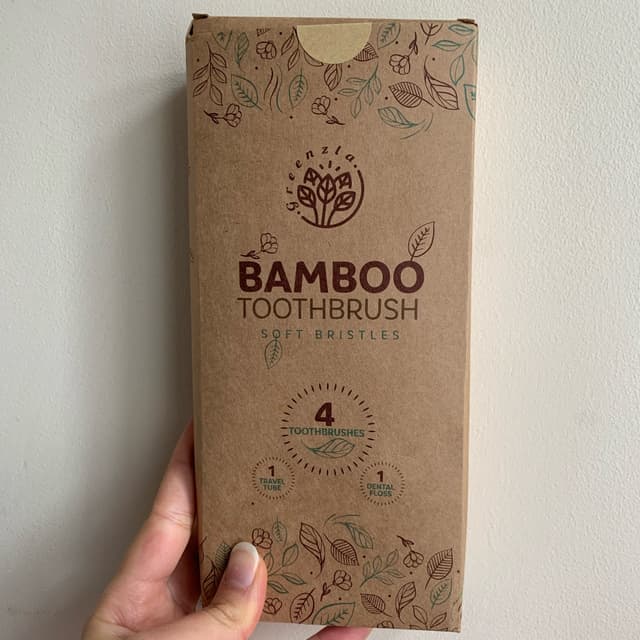 greenzla
BAMBOO
TOOTHBRUSH
SOFT BRISTLES
4
TOOTHBRUSHES
1
TRAVEL
TUBE
1
DENTAL
FLOSS